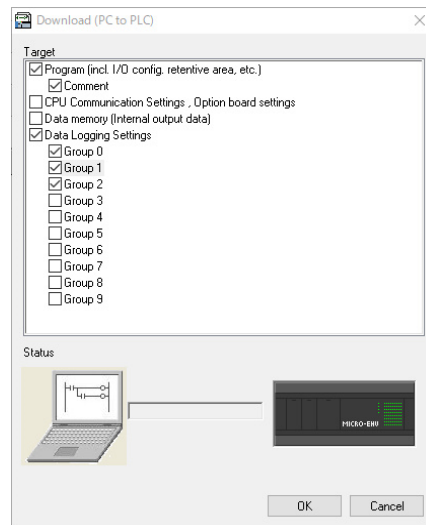 Download (PC to PLC)
Target
Program (incl. I/O config. retentive area, etc.)
Comment
CPU Communication Settings , Option board settings
Data memory (Internal output data)
Data Logging Settings
Group 0
Group 1
Group 2
Group 3
Group 4
Group 5
Group 6
Group 7
Group 8
Group 9
Status
MICRO-EHV
OK
Cancel